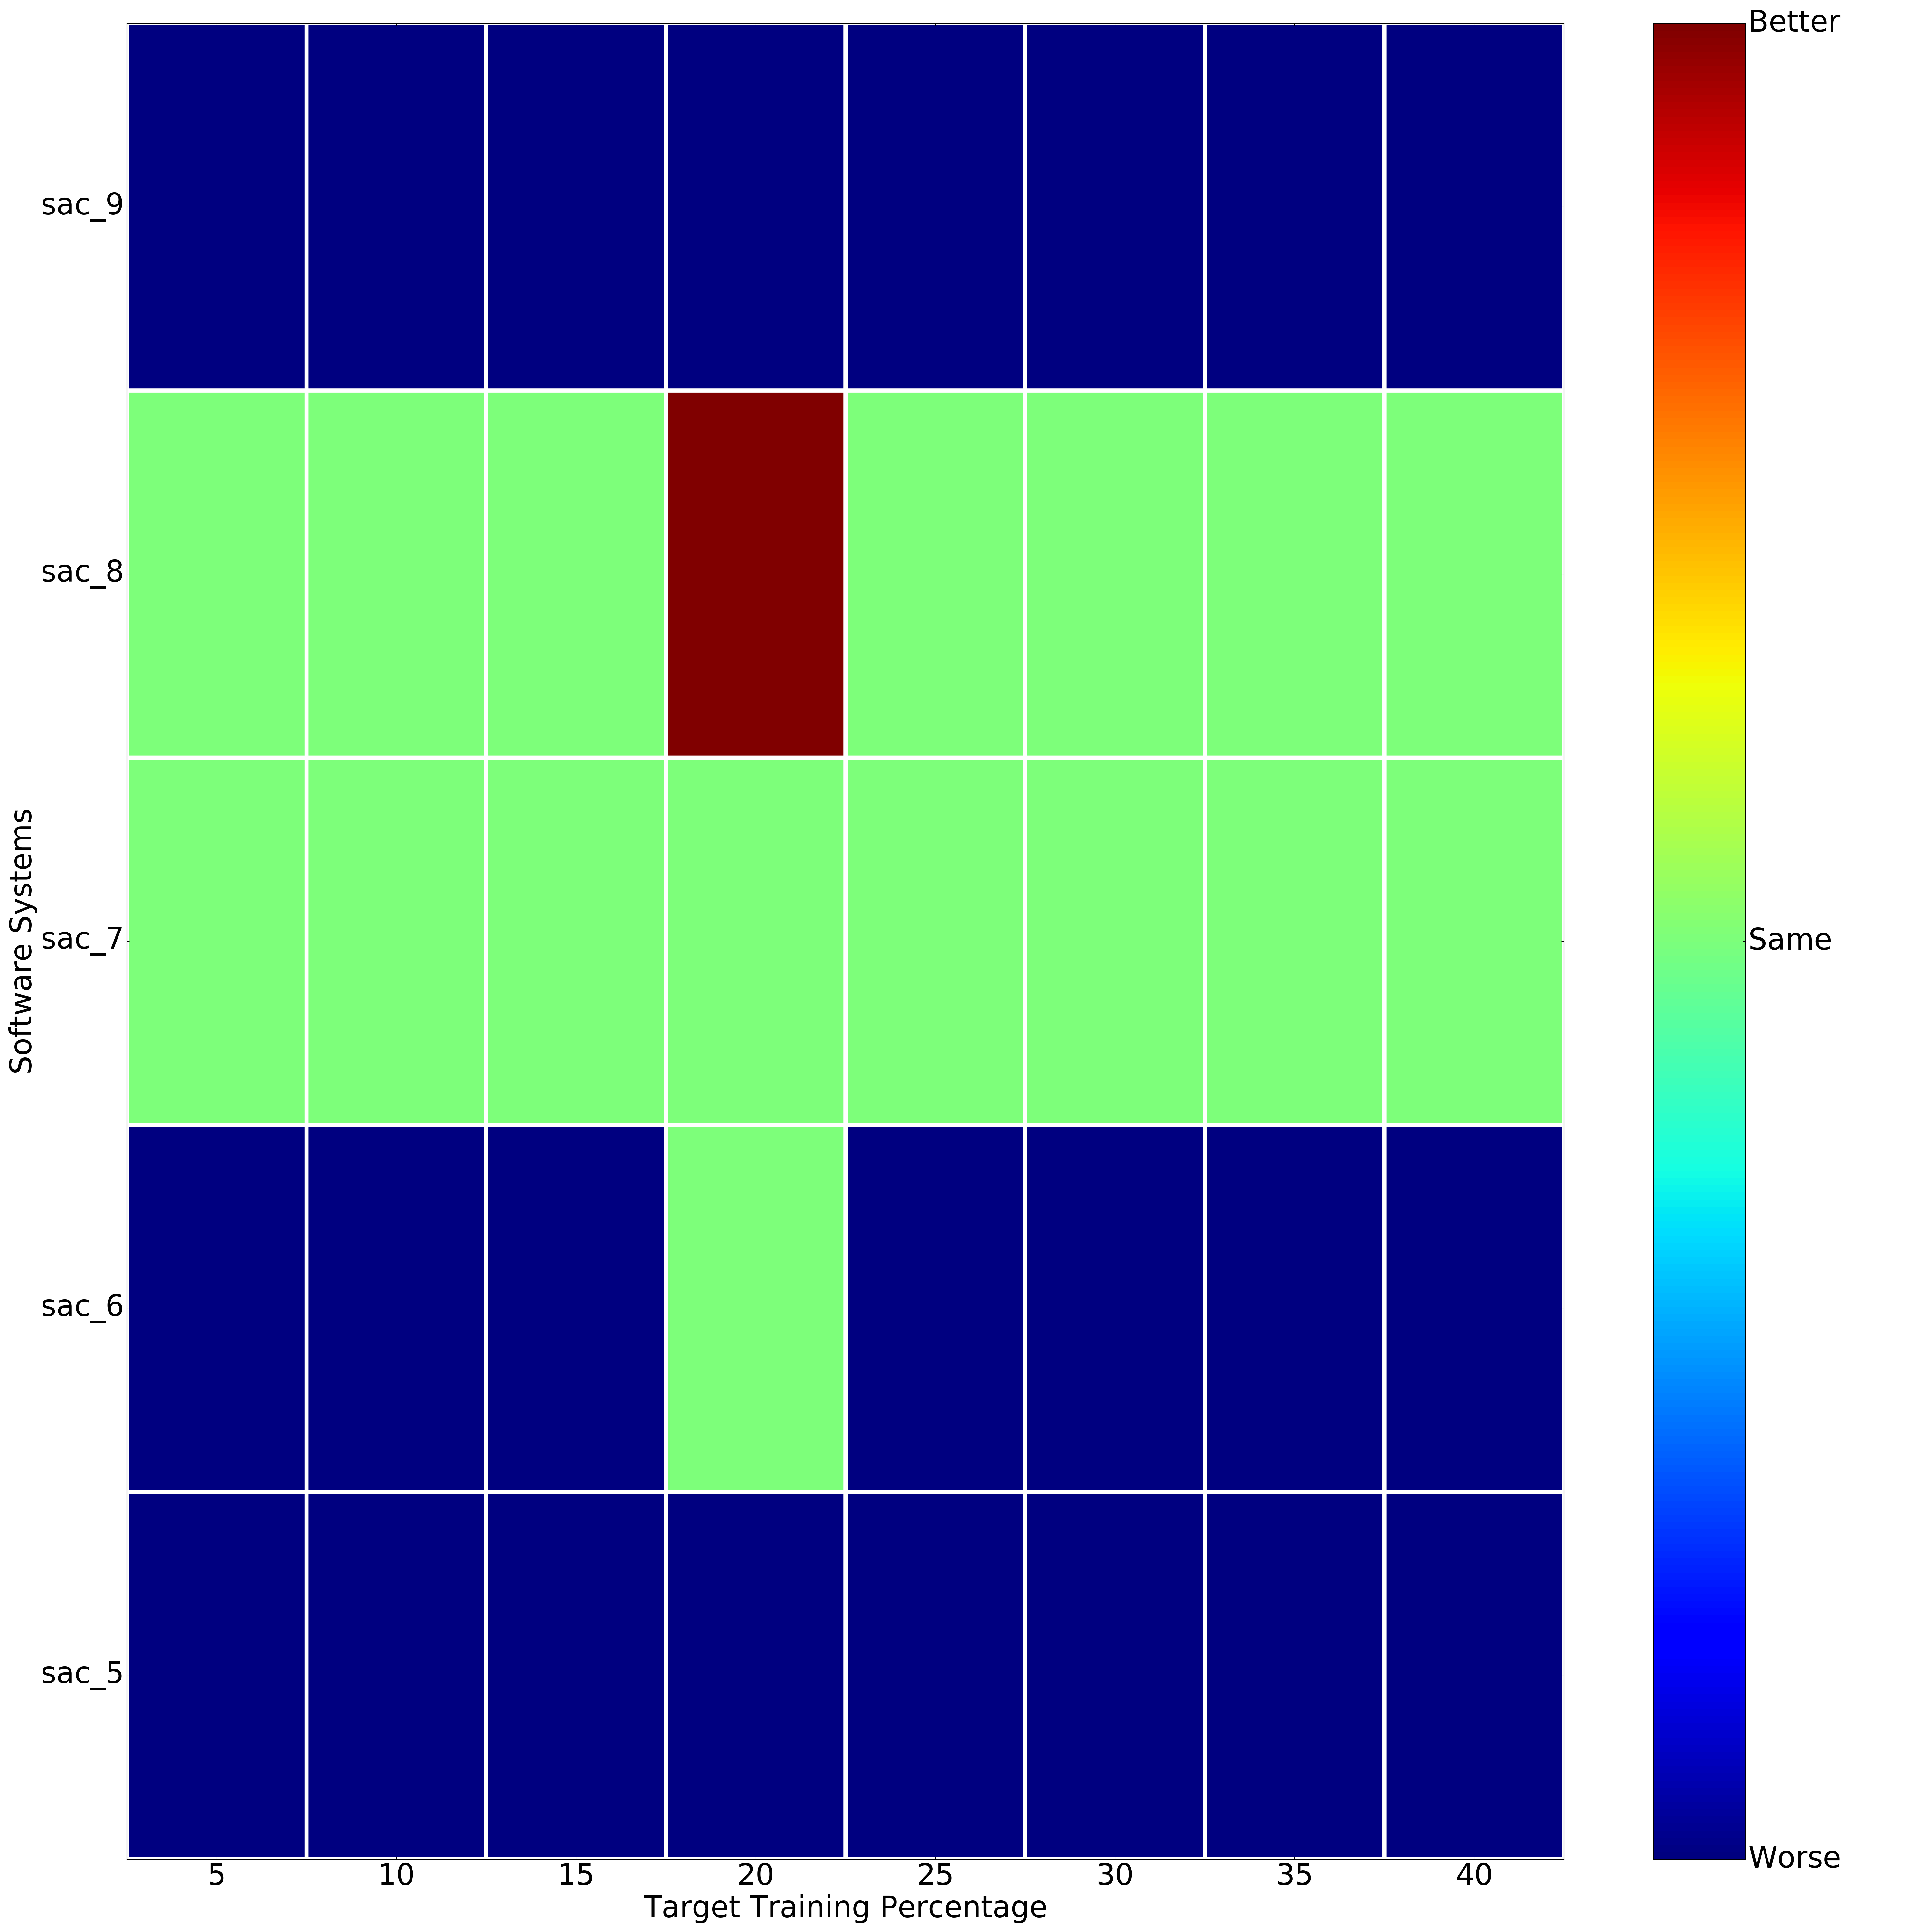 Better
sac_9
sac_8
Software Systems
sac_7
Same
sac_6
sac_5
Worse
5 10 15 20 25 30 35 40
Target Training Percentage